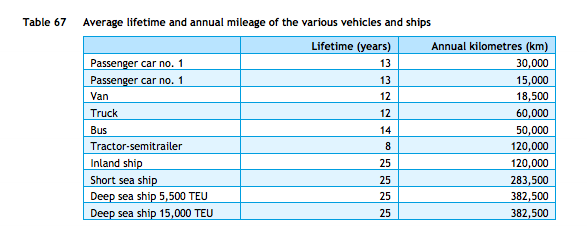 Table 67 Average lifetime and annual mileage of the various vehicles and ships
Lifetime (years) Annual kilometres (km)
Passenger car no. 1 13 30,000
Passenger car no. 1 13 15,000
Van 12 18,500
Truck 12 60,000
Bus 14 50,000
Tractor-semitrailer 8 120,000
Inland ship 25 120,000
Short sea ship 25 283,500
Deep sea ship 5,500 TEU 25 382,500
Deep sea ship 15,000 TEU 25 382,500